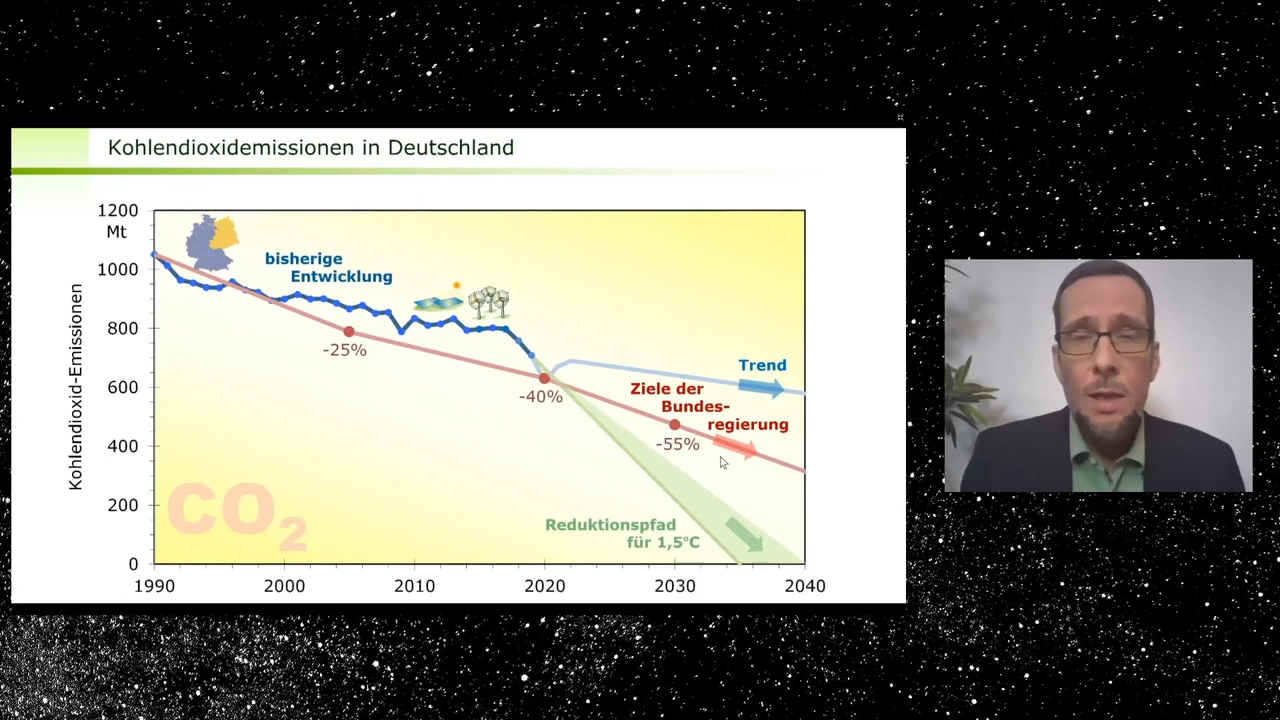 Kohlendioxidemissionen in Deutschland
1200
Mt
1000
800
600
400
200
0
Kohlendioxid-Emissionen
bisherige
Entwicklung
-25%
-40%
-55%
Trend
Ziele der
Bundes-
regierung
Reduktionspfad
für 1,5°C
CO2
1990
2000
2010
2020
2030
2040